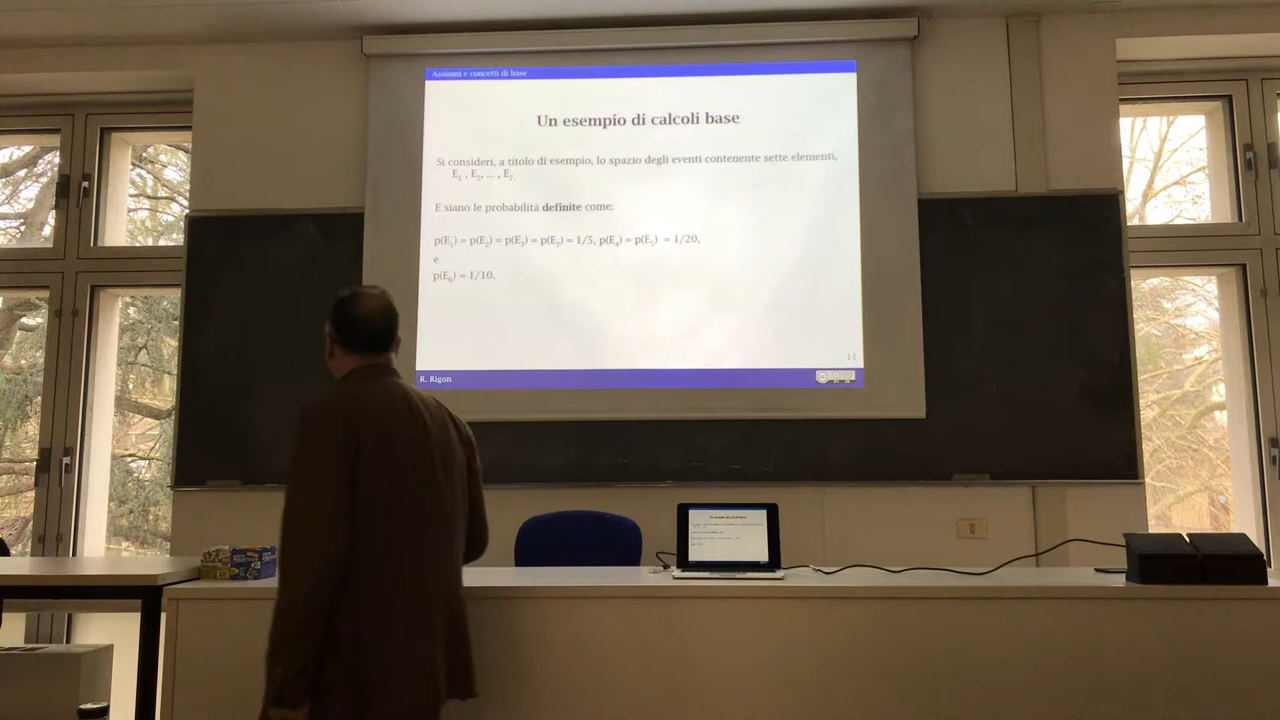 Assiomi e concetti di base
Un esempio di calcoli base
Si consideri, a titolo di esempio, lo spazio degli eventi contenente sette elementi,
E₁ , E₂, ... , E₇.
E siano le probabilità definite come:
p(E₁) = p(E₂) = p(E₃) = p(E₇) = 1/5, p(E₄) = p(E₅) = 1/20,
e
p(E₆) = 1/10.
11
R. Rigon